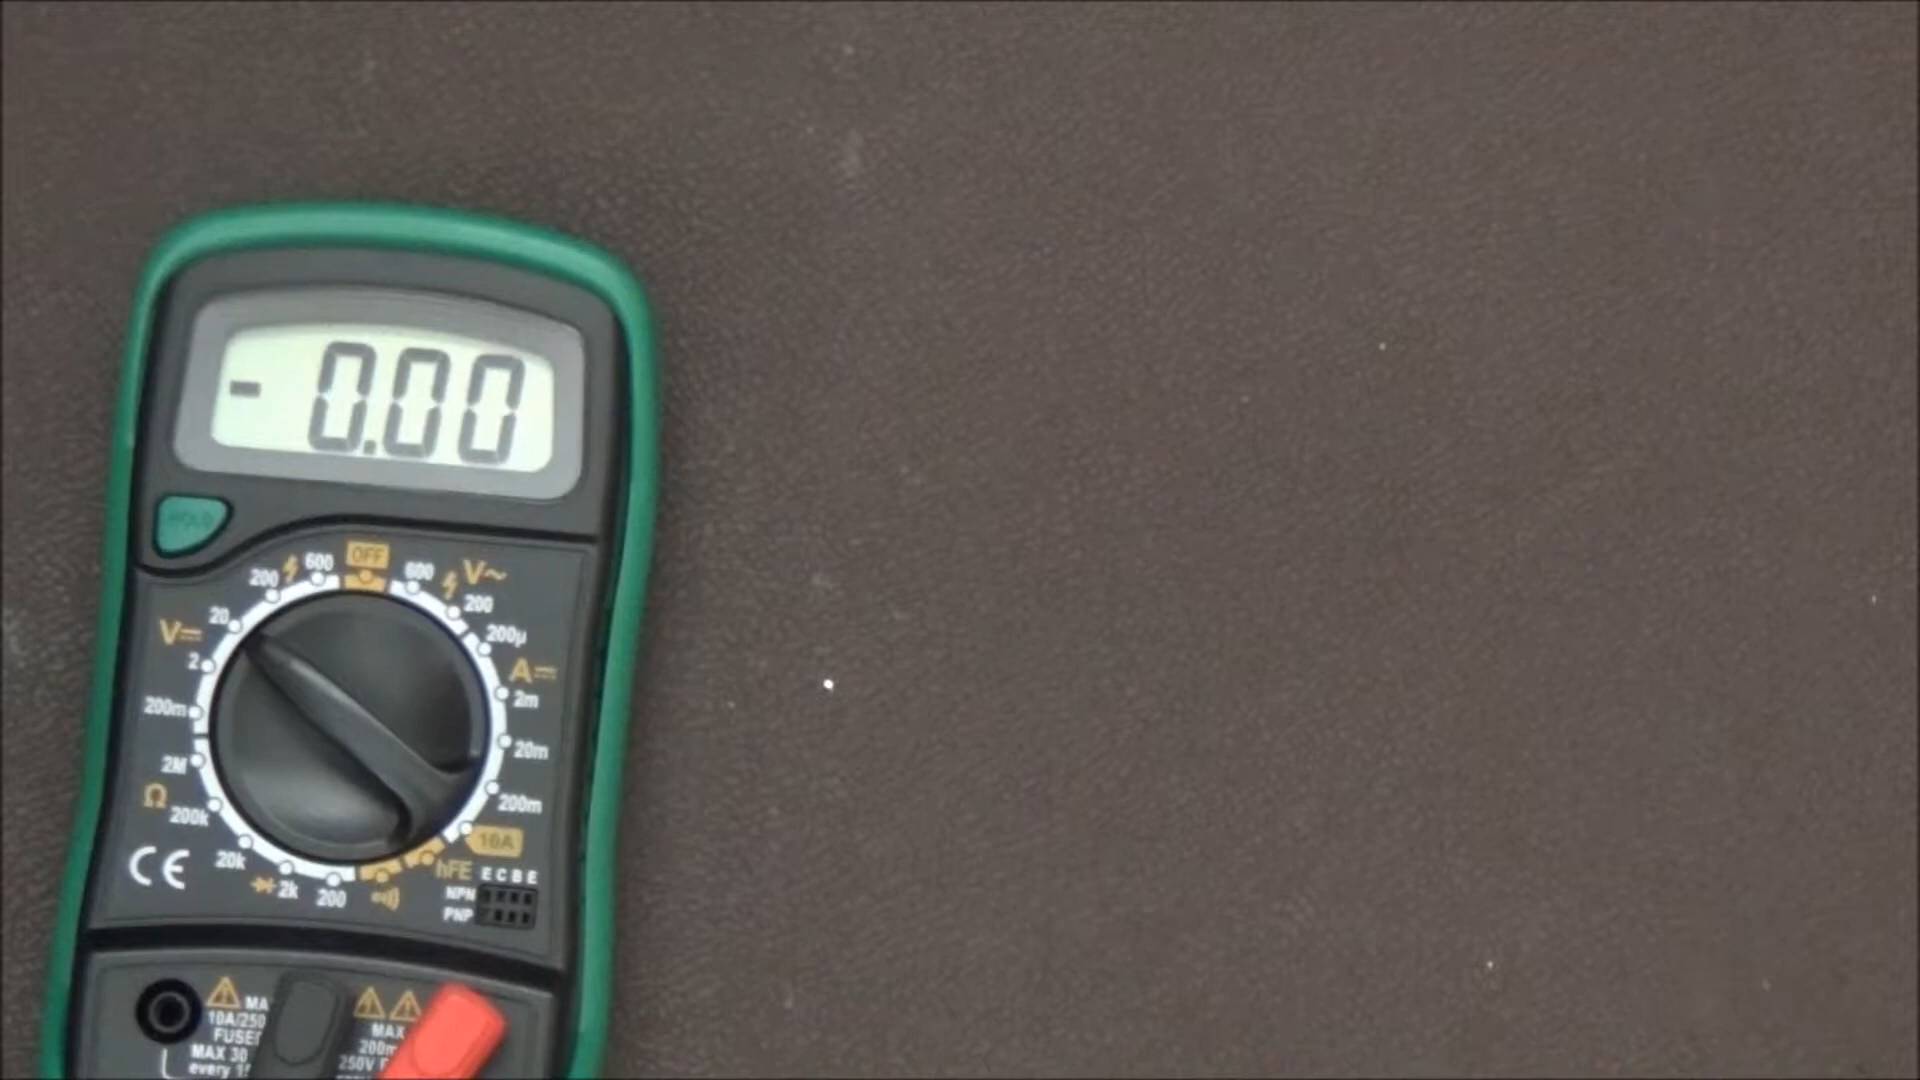 - 0.00
HOLD
OFF
600
200
20
V
2
200m
2M
Ω
200k
20k
2k
200
600
V~
200
200µ
A
2m
20m
200m
10A
hFE
E C B E
NPN
PNP
CE
MA
10A/250
FUSE
MAX 30
every 1
MAX
200m
250V